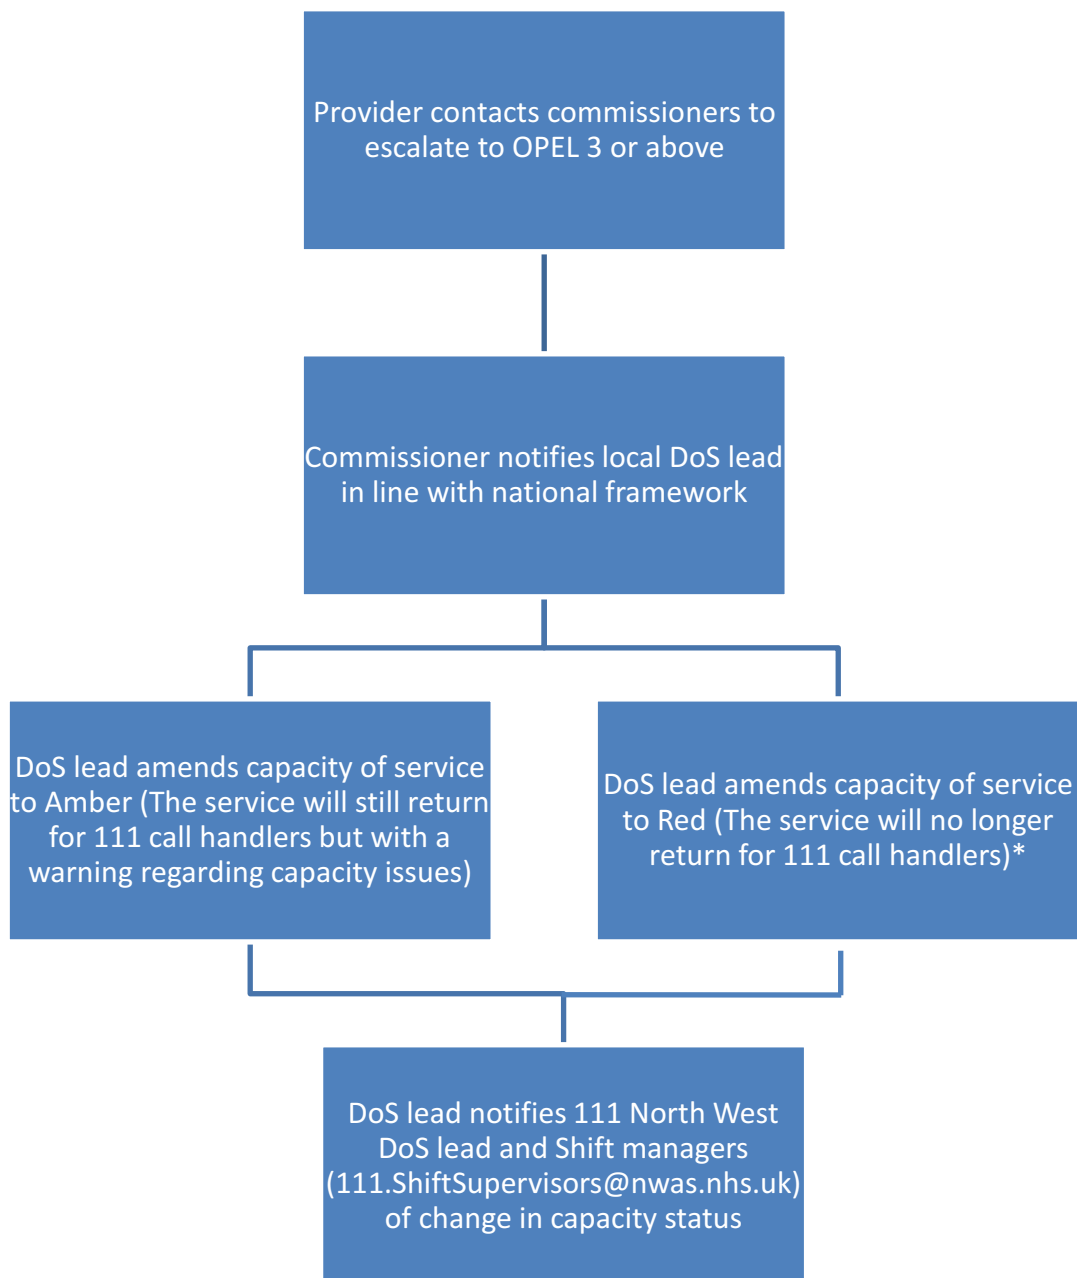 Provider contacts commissioners to
escalate to OPEL 3 or above
Commissioner notifies local DoS lead
in line with national framework
DoS lead amends capacity of service
to Amber (The service will still return
for 111 call handlers but with a
warning regarding capacity issues)
DoS lead amends capacity of service
to Red (The service will no longer
return for 111 call handlers)*
DoS lead notifies 111 North West
DoS lead and Shift managers
(111.ShiftSupervisors@nwas.nhs.uk)
of change in capacity status